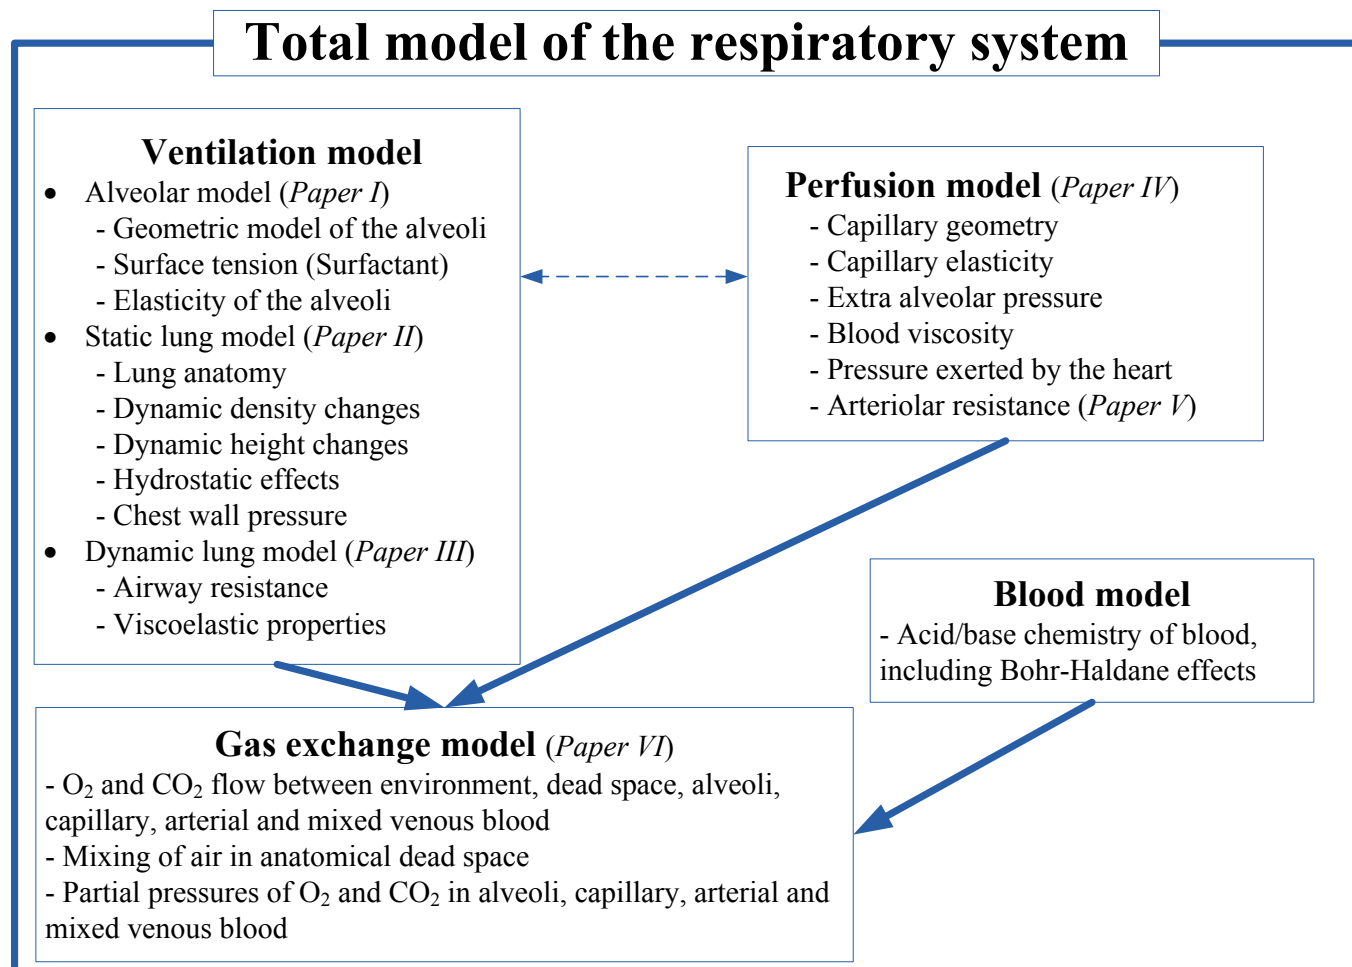 Total model of the respiratory system
Ventilation model
• Alveolar model (Paper I)
- Geometric model of the alveoli
- Surface tension (Surfactant)
- Elasticity of the alveoli
• Static lung model (Paper II)
- Lung anatomy
- Dynamic density changes
- Dynamic height changes
- Hydrostatic effects
- Chest wall pressure
• Dynamic lung model (Paper III)
- Airway resistance
- Viscoelastic properties
Perfusion model (Paper IV)
- Capillary geometry
- Capillary elasticity
- Extra alveolar pressure
- Blood viscosity
- Pressure exerted by the heart
- Arteriolar resistance (Paper V)
Blood model
- Acid/base chemistry of blood,
including Bohr-Haldane effects
Gas exchange model (Paper VI)
- O₂ and CO₂ flow between environment, dead space, alveoli,
capillary, arterial and mixed venous blood
- Mixing of air in anatomical dead space
- Partial pressures of O₂ and CO₂ in alveoli, capillary, arterial and
mixed venous blood